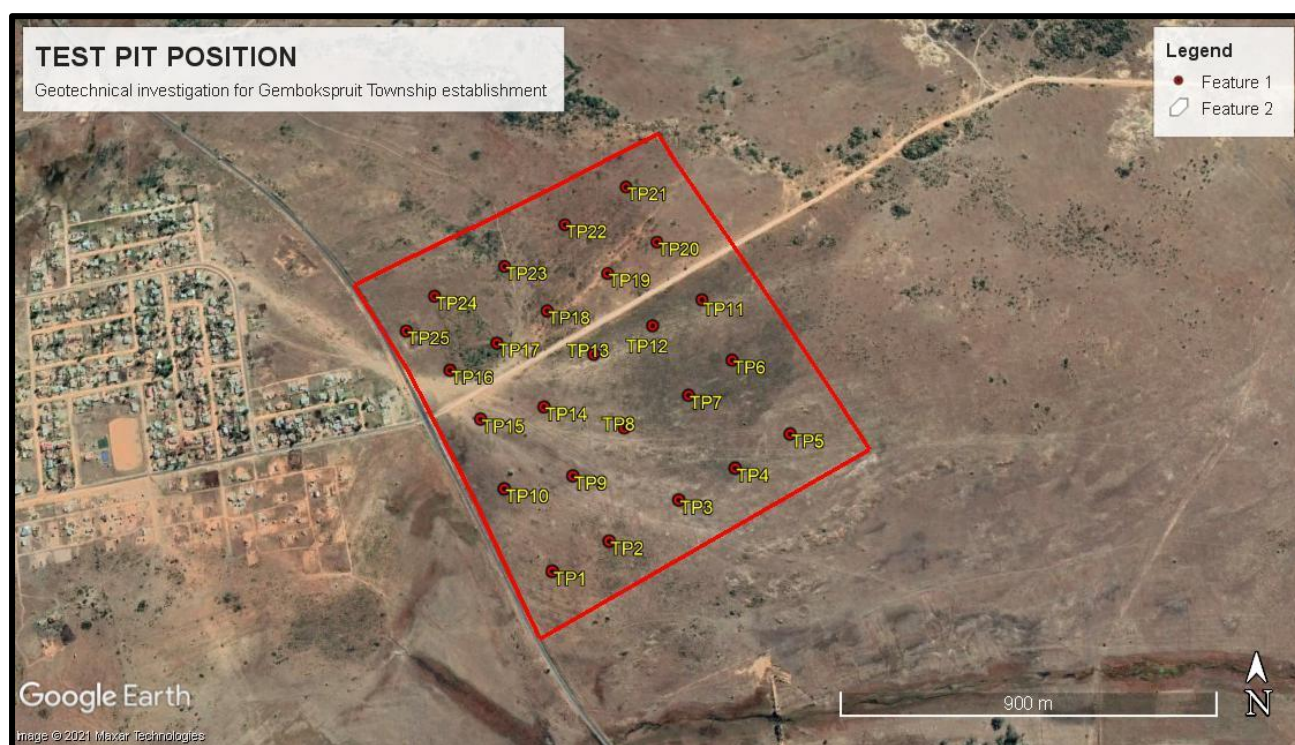 TEST PIT POSITION
Geotechnical investigation for Gembokspruit Township establishment
Legend
Feature 1
Feature 2
TP21
TP22
TP20
TP23
TP19
TP24
TP11
TP18
TP25
TP12
TP17
TP13
TP6
TP16
TP7
TP14
TP15
TP8
TP5
TP4
TP9
TP10
TP3
TP2
TP1
Google Earth
900 m
N
Image © 2021 Maxar Technologies